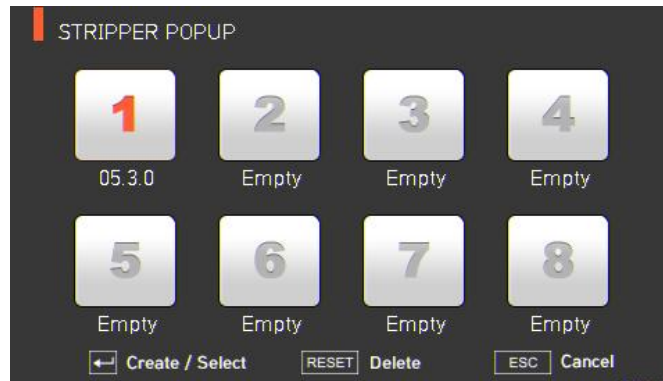 STRIPPER POPUP
1 2 3 4
05.3.0 Empty Empty Empty
5 6 7 8
Empty Empty Empty Empty
Create / Select RESET Delete ESC Cancel